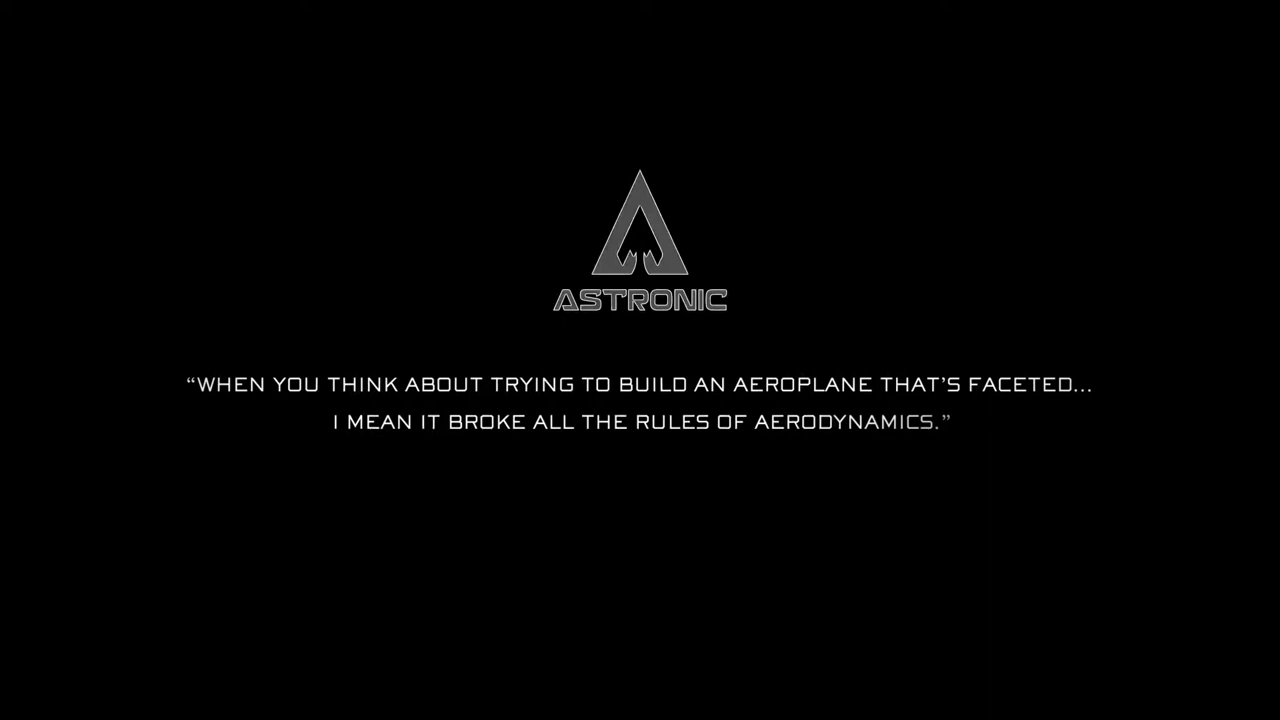 ASTRONIC
“WHEN YOU THINK ABOUT TRYING TO BUILD AN AEROPLANE THAT’S FACETED...
I MEAN IT BROKE ALL THE RULES OF AERODYNAMICS.”